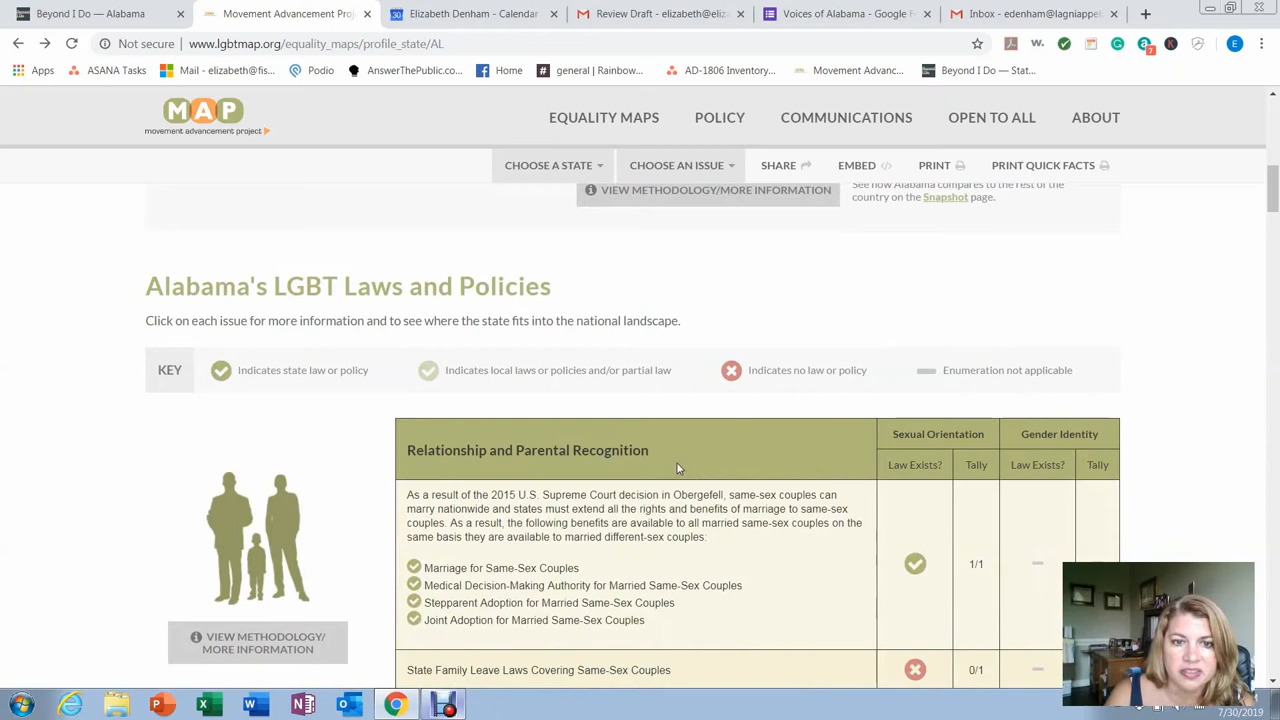 Beyond I Do — Alabama
Movement Advancement Proj
Elizabeth Denham - Calendar
Review Draft - elizabeth@eliz
Voices of Alabama - Google F
Inbox - edenham@lagniappel
Not secure | www.lgbtmap.org/equality_maps/profile_state/AL
w.
7
K
E
Apps
ASANA Tasks
Mail - elizabeth@fis...
Podio
AnswerThePublic.co...
Home
general | Rainbow...
AD-1806 Inventory...
Movement Advanc...
Beyond I Do — Stat...
MAP
movement advancement project
EQUALITY MAPS
POLICY
COMMUNICATIONS
OPEN TO ALL
ABOUT
CHOOSE A STATE
CHOOSE AN ISSUE
SHARE
EMBED
PRINT
PRINT QUICK FACTS
VIEW METHODOLOGY/MORE INFORMATION
See how Alabama compares to the rest of the
country on the Snapshot page.
Alabama's LGBT Laws and Policies
Click on each issue for more information and to see where the state fits into the national landscape.
KEY
Indicates state law or policy
Indicates local laws or policies and/or partial law
Indicates no law or policy
Enumeration not applicable
Relationship and Parental Recognition
Sexual Orientation
Gender Identity
Law Exists?
Tally
Law Exists?
Tally
As a result of the 2015 U.S. Supreme Court decision in Obergefell, same-sex couples can
marry nationwide and states must extend all the rights and benefits of marriage to same-sex
couples. As a result, the following benefits are available to all married same-sex couples on the
same basis they are available to married different-sex couples:
Marriage for Same-Sex Couples
Medical Decision-Making Authority for Married Same-Sex Couples
Stepparent Adoption for Married Same-Sex Couples
Joint Adoption for Married Same-Sex Couples
1/1
VIEW METHODOLOGY/
MORE INFORMATION
State Family Leave Laws Covering Same-Sex Couples
0/1
7/30/2019